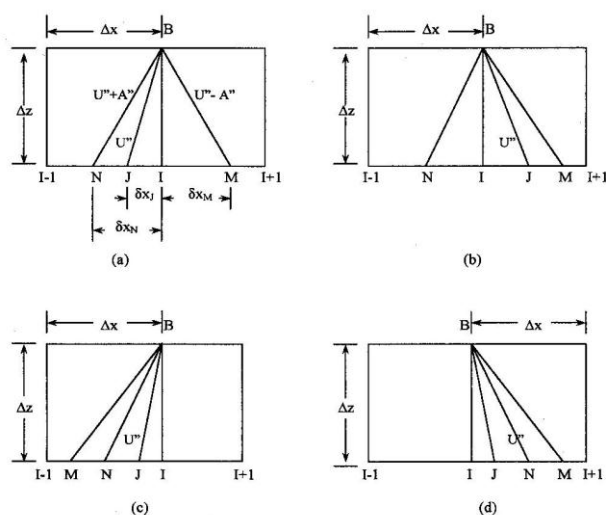 Δx B
Δz
U"+A" U"- A"
U"
I-1 N J I M I+1
δxJ δxM
δxN
(a)
Δx B
Δz
U"
I-1 N I J M I+1
(b)
Δx B
Δz
U"
I-1 M N J I I+1
(c)
B Δx
Δz
U"
I-1 I J N M I+1
(d)